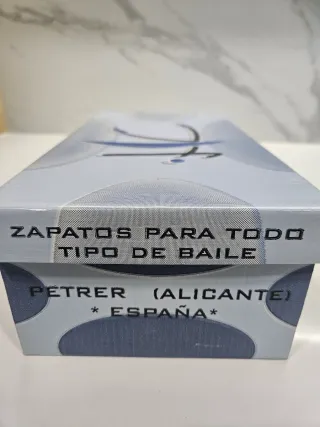 ZAPATOS PARA TODO
TIPO DE BAILE
PETRER (ALICANTE)
* ESPAÑA*